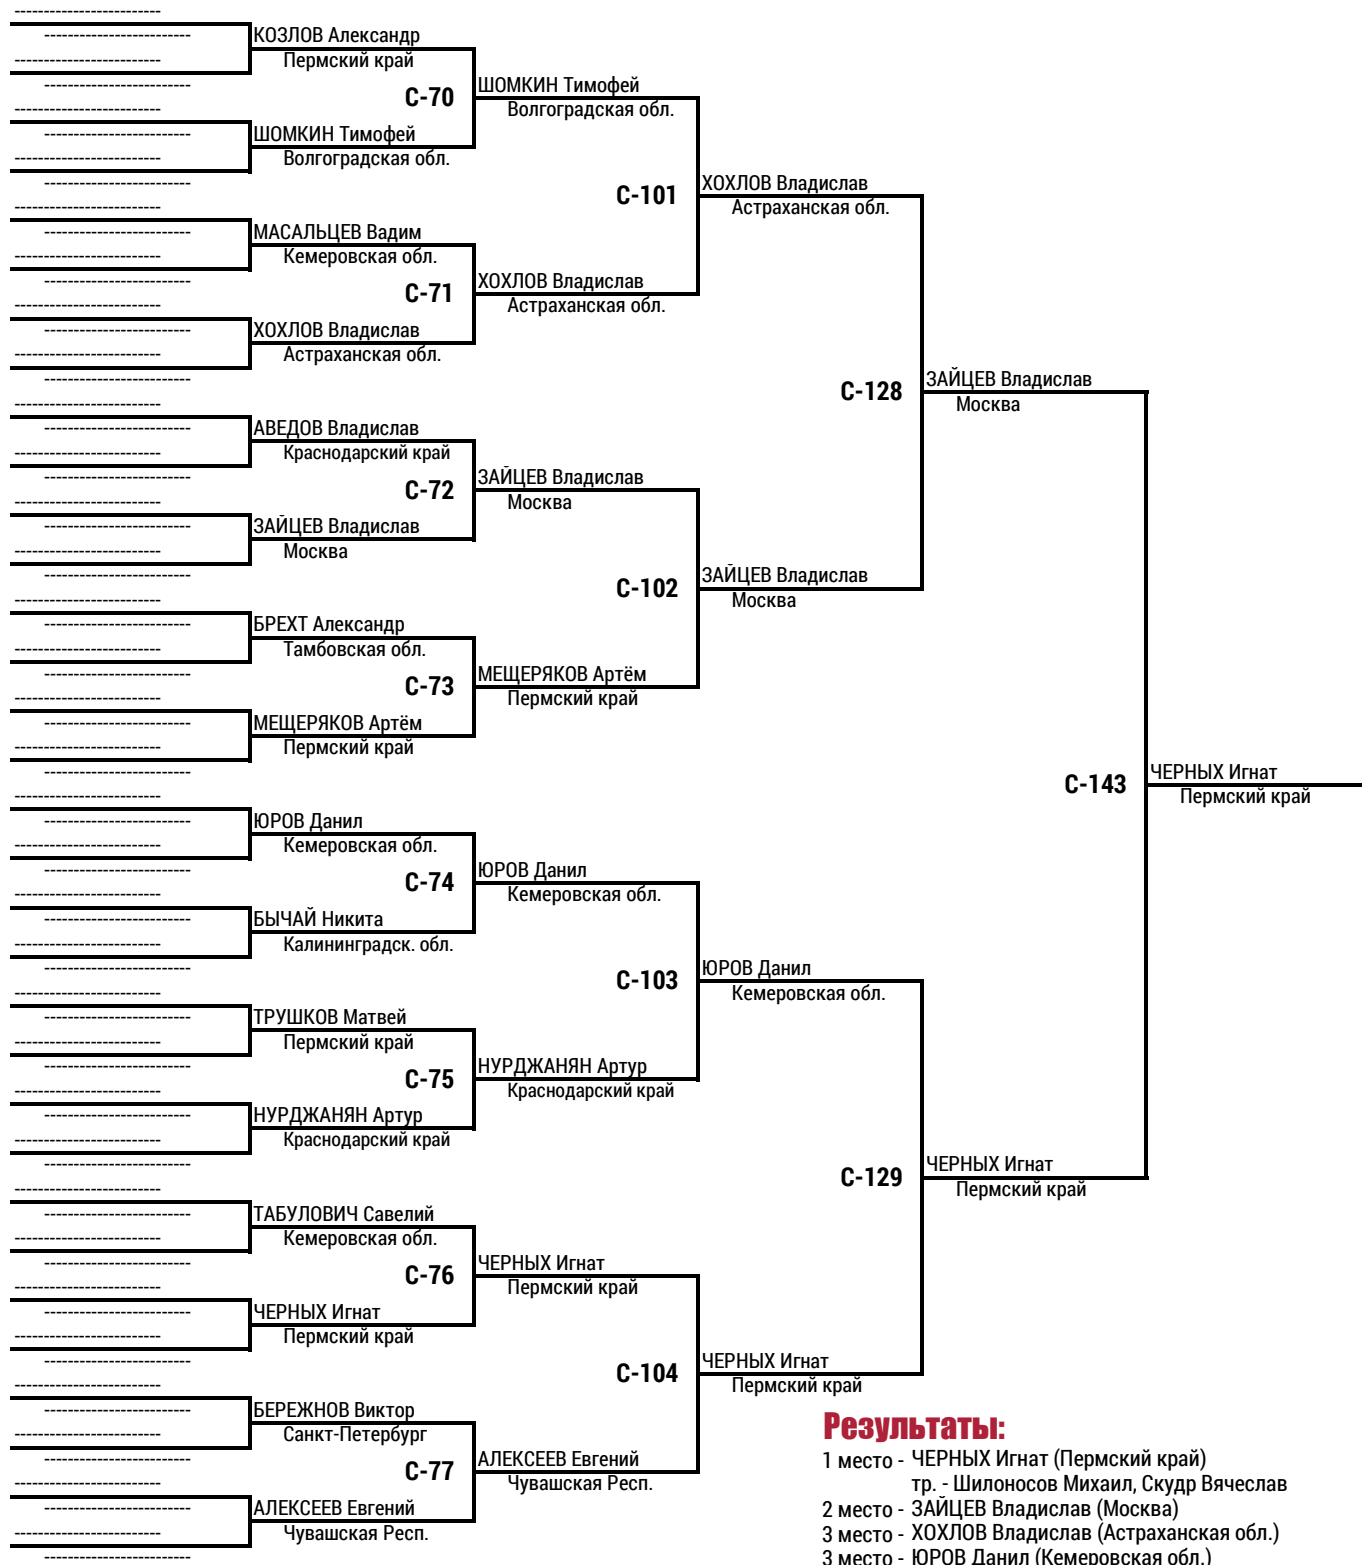 КОЗЛОВ Александр
Пермский край
С-70
ШОМКИН Тимофей
Волгоградская обл.
ШОМКИН Тимофей
Волгоградская обл.
С-101
ХОХЛОВ Владислав
Астраханская обл.
МАСАЛЬЦЕВ Вадим
Кемеровская обл.
С-71
ХОХЛОВ Владислав
Астраханская обл.
ХОХЛОВ Владислав
Астраханская обл.
С-128
ЗАЙЦЕВ Владислав
Москва
АВЕДОВ Владислав
Краснодарский край
С-72
ЗАЙЦЕВ Владислав
Москва
ЗАЙЦЕВ Владислав
Москва
С-102
ЗАЙЦЕВ Владислав
Москва
БРЕХТ Александр
Тамбовская обл.
С-73
МЕЩЕРЯКОВ Артём
Пермский край
МЕЩЕРЯКОВ Артём
Пермский край
С-143
ЧЕРНЫХ Игнат
Пермский край
ЮРОВ Данил
Кемеровская обл.
С-74
ЮРОВ Данил
Кемеровская обл.
БЫЧАЙ Никита
Калининградск. обл.
С-103
ЮРОВ Данил
Кемеровская обл.
ТРУШКОВ Матвей
Пермский край
С-75
НУРДЖАНЯН Артур
Краснодарский край
НУРДЖАНЯН Артур
Краснодарский край
С-129
ЧЕРНЫХ Игнат
Пермский край
ТАБУЛОВИЧ Савелий
Кемеровская обл.
С-76
ЧЕРНЫХ Игнат
Пермский край
ЧЕРНЫХ Игнат
Пермский край
С-104
ЧЕРНЫХ Игнат
Пермский край
БЕРЕЖНОВ Виктор
Санкт-Петербург
С-77
АЛЕКСЕЕВ Евгений
Чувашская Респ.
АЛЕКСЕЕВ Евгений
Чувашская Респ.
Результаты:
1 место - ЧЕРНЫХ Игнат (Пермский край)
тр. - Шилоносов Михаил, Скудр Вячеслав
2 место - ЗАЙЦЕВ Владислав (Москва)
3 место - ХОХЛОВ Владислав (Астраханская обл.)
3 место - ЮРОВ Данил (Кемеровская обл.)